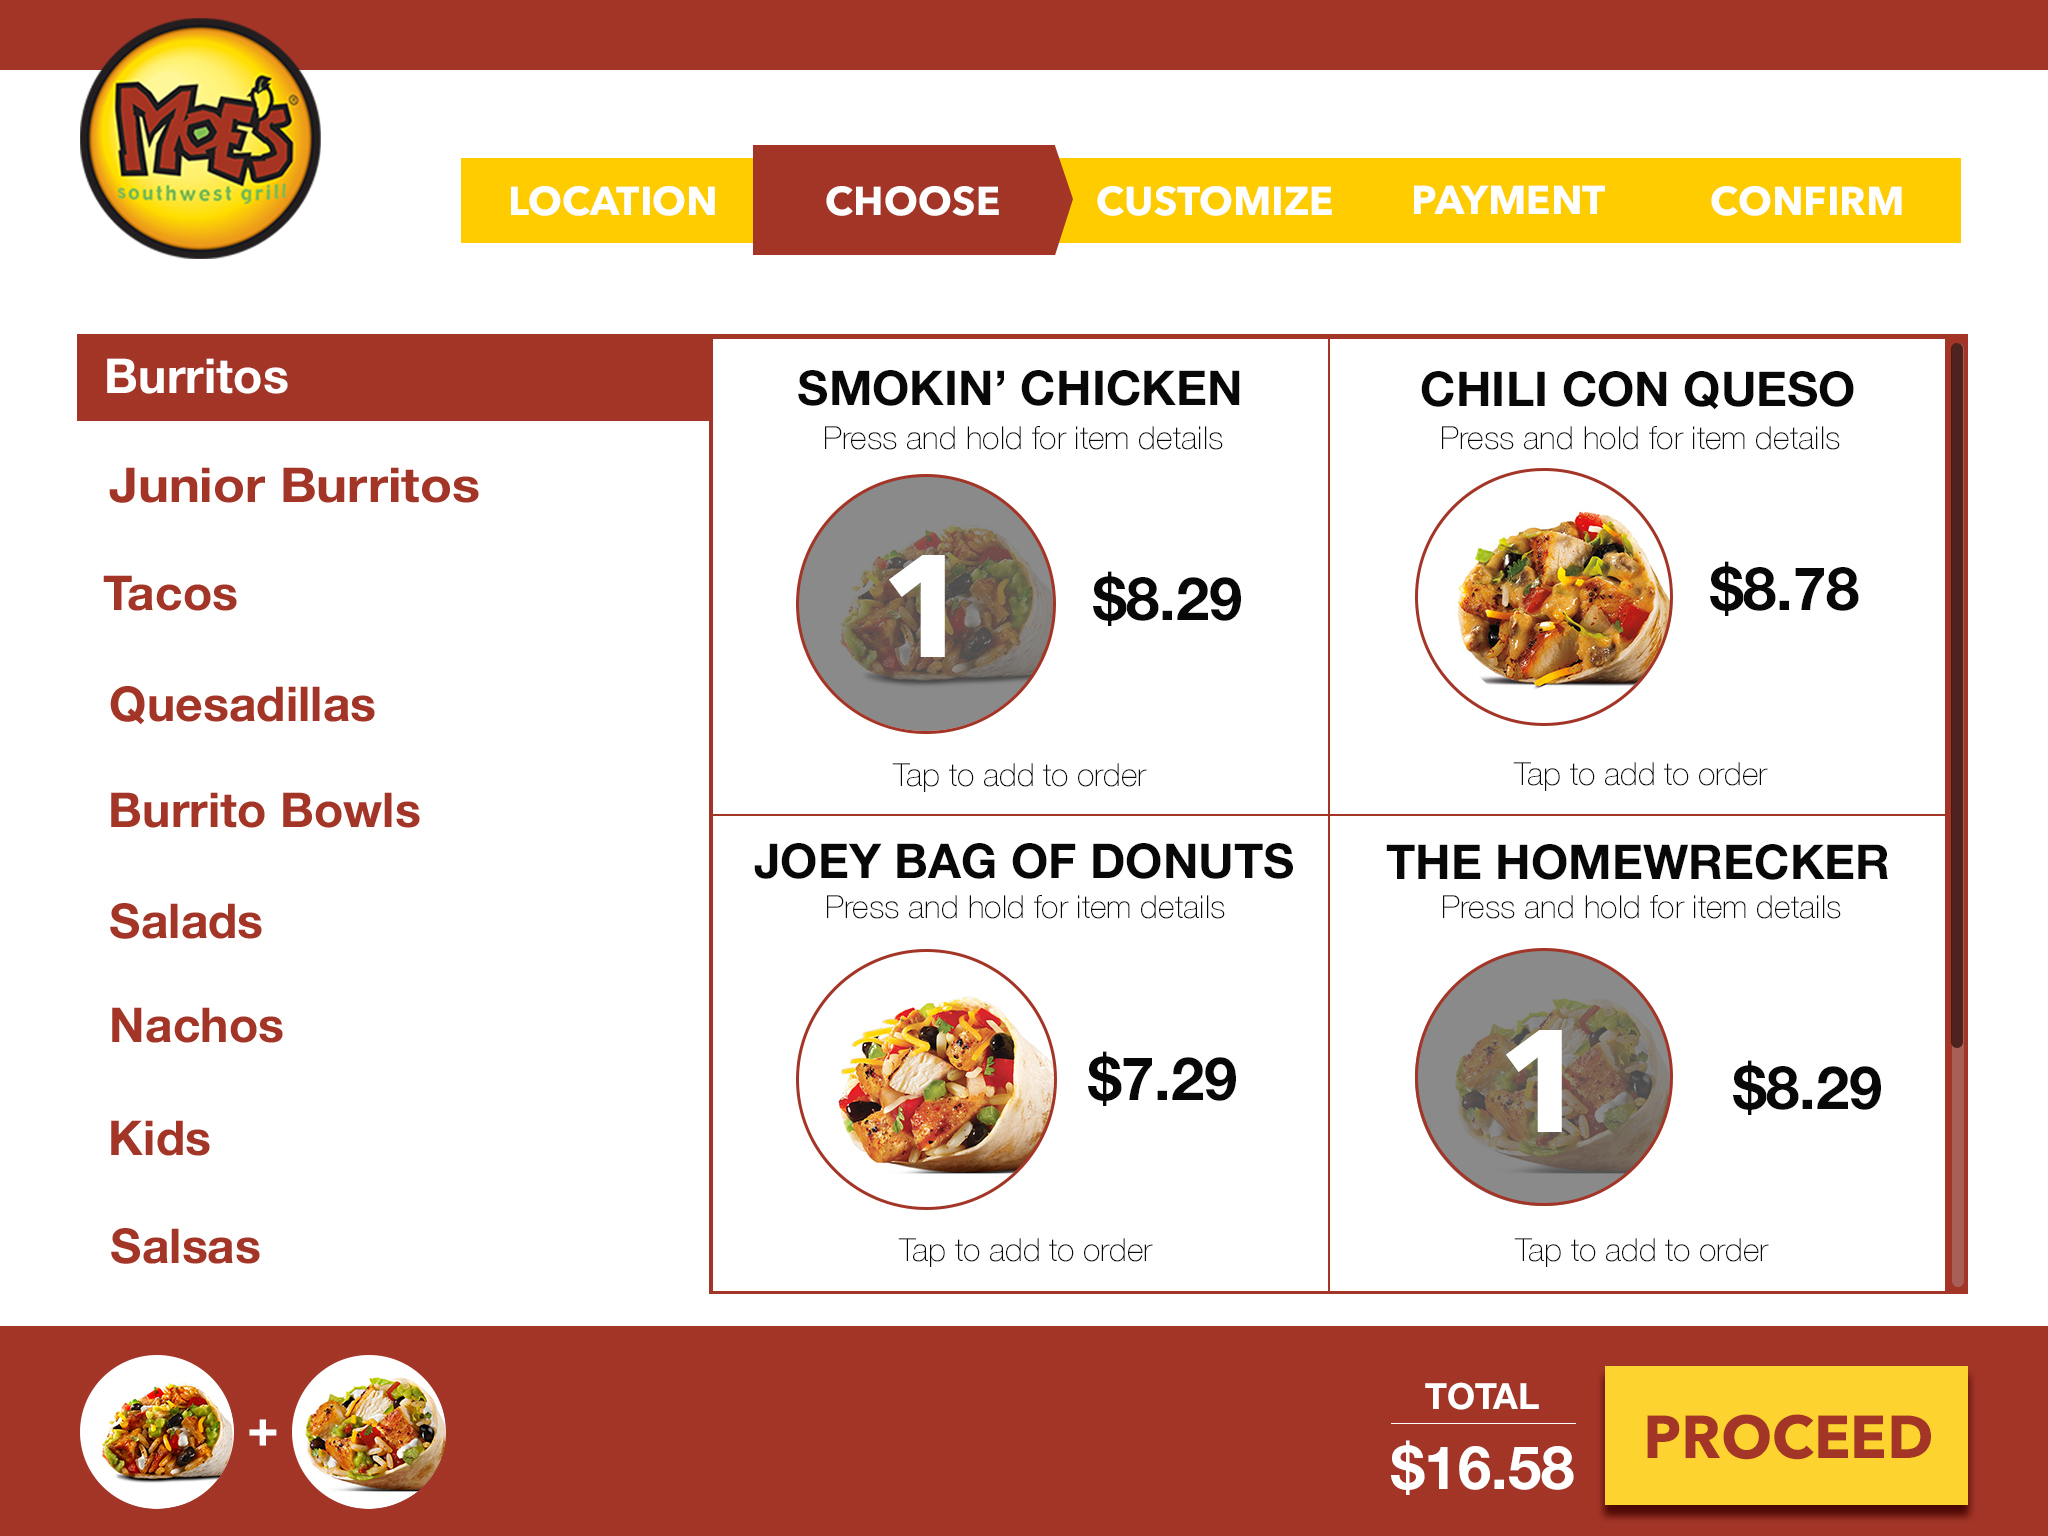 MOE'S®
southwest grill
LOCATION
CHOOSE
CUSTOMIZE
PAYMENT
CONFIRM
Burritos
Junior Burritos
Tacos
Quesadillas
Burrito Bowls
Salads
Nachos
Kids
Salsas
SMOKIN’ CHICKEN
Press and hold for item details
1
$8.29
Tap to add to order
CHILI CON QUESO
Press and hold for item details
$8.78
Tap to add to order
JOEY BAG OF DONUTS
Press and hold for item details
$7.29
Tap to add to order
THE HOMEWRECKER
Press and hold for item details
1
$8.29
Tap to add to order
+
TOTAL
$16.58
PROCEED